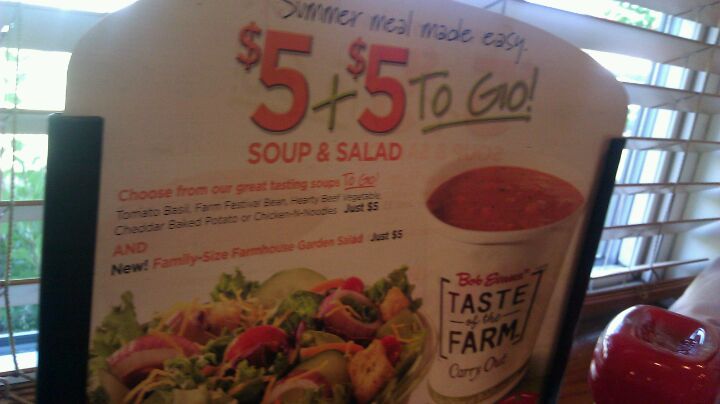 Summer meal made easy.
$5 + $5 TO GO!
SOUP & SALAD
Choose from our great tasting soups To Go!
Tomato Basil, Farm Festival Bean, Hearty Beef Vegetable,
Cheddar Baked Potato or Chicken-N-Noodles Just $5
AND
New! Family-Size Farmhouse Garden Salad Just $5
Bob Evans
TASTE
of the
FARM
Carry Out